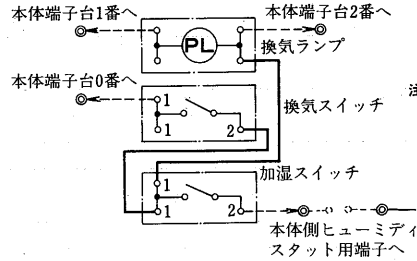 本体端子台1番へ
本体端子台2番へ
PL
換気ランプ
本体端子台0番へ
1
換気スイッチ
1
2
加湿スイッチ
1
1
2
本体側ヒューミディ
スタット用端子へ